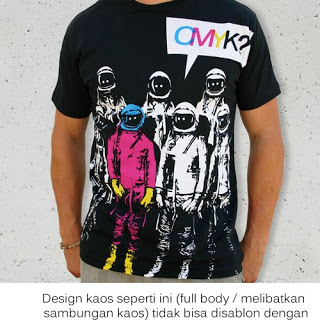 CMYK?
Design kaos seperti ini (full body / melibatkan
sambungan kaos) tidak bisa disablon dengan